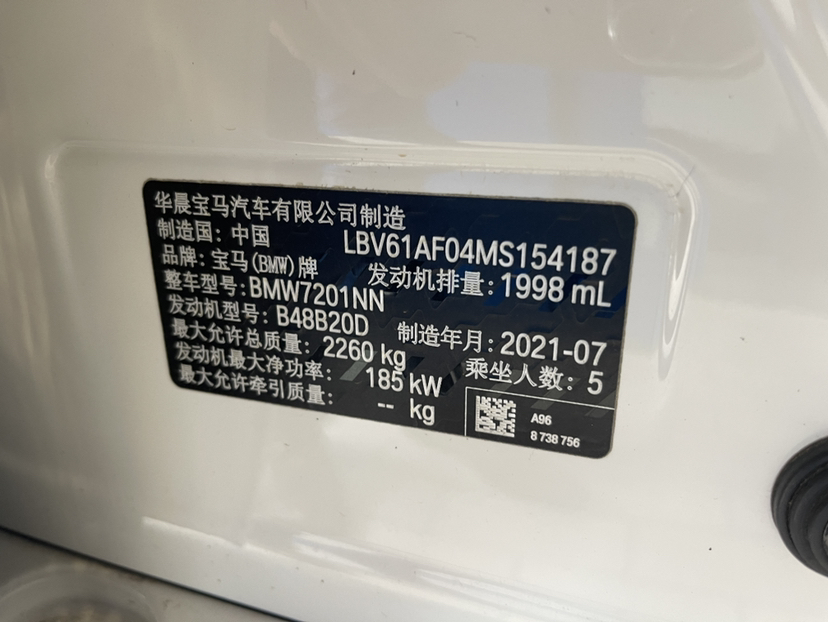 华晨宝马汽车有限公司制造
制造国: 中国 LBV61AF04MS154187
品牌: 宝马(BMW)牌 发动机排量: 1998 mL
整车型号: BMW7201NN
发动机型号: B48B20D 制造年月: 2021-07
最大允许总质量: 2260 kg 乘坐人数: 5
发动机最大净功率: 185 kW
最大允许牵引质量: -- kg
A96
8 738 756